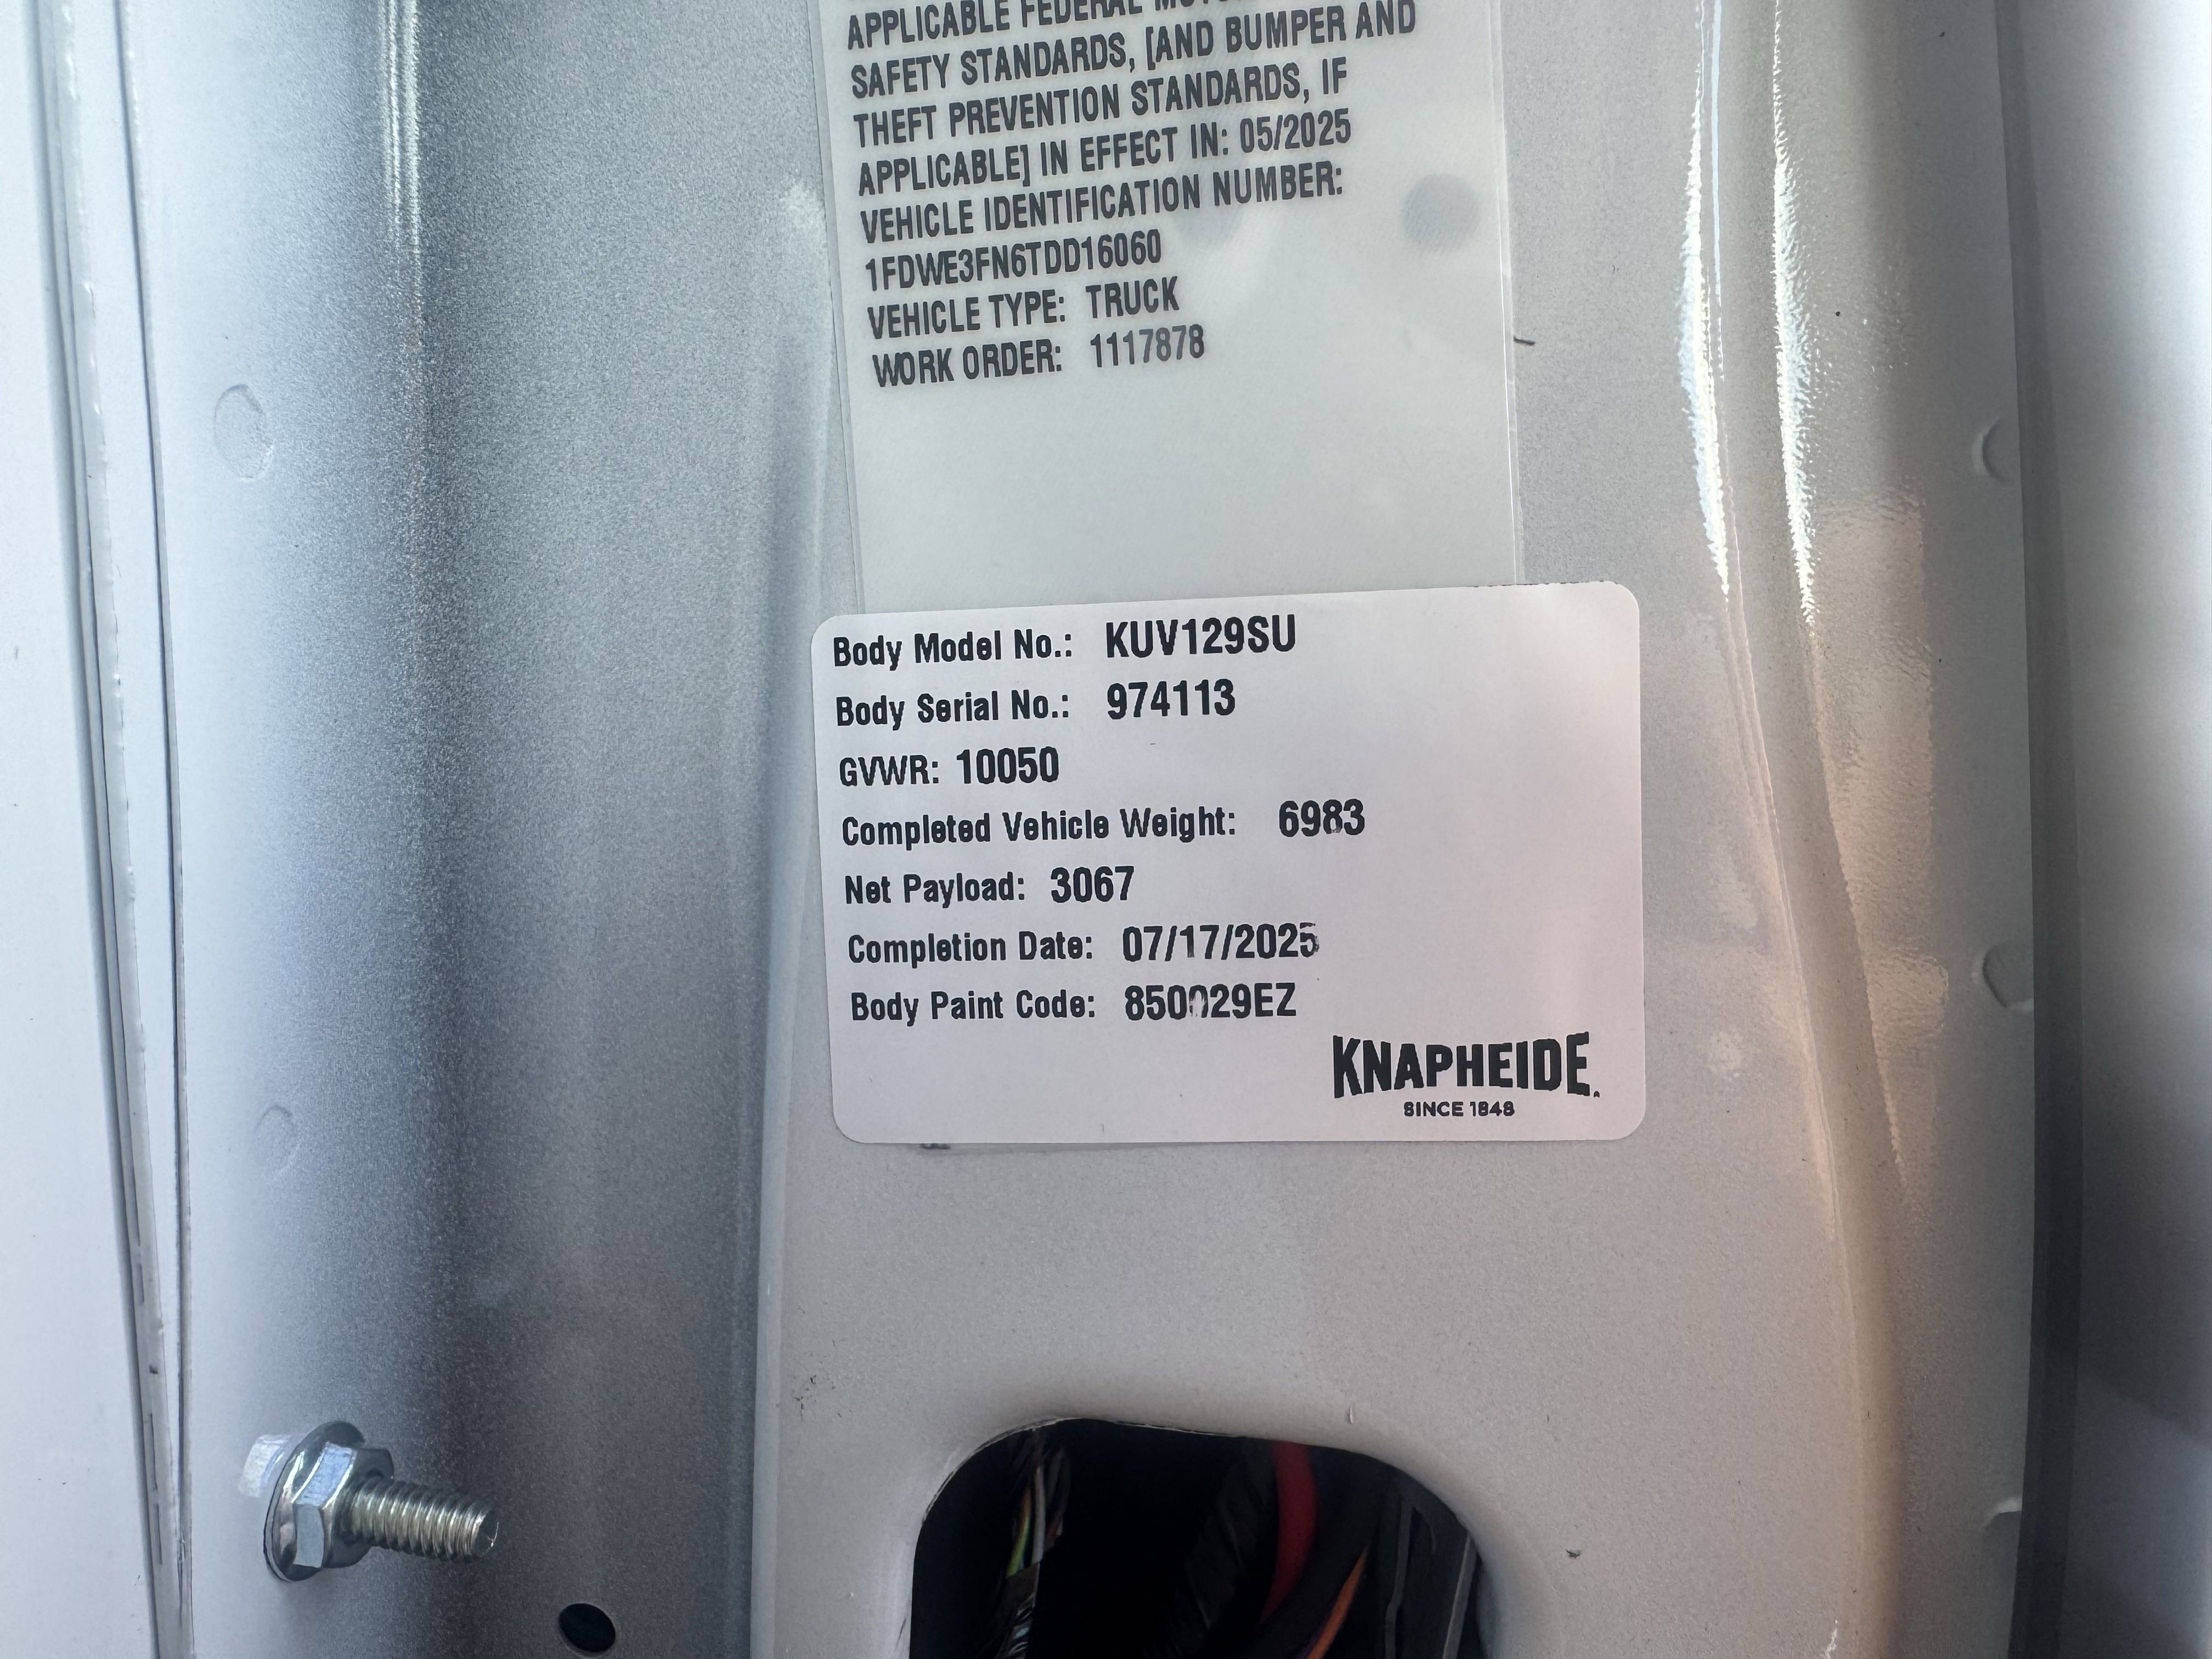 APPLICABLE FEDERAL
SAFETY STANDARDS, [AND BUMPER AND
THEFT PREVENTION STANDARDS, IF
APPLICABLE] IN EFFECT IN: 05/2025
VEHICLE IDENTIFICATION NUMBER:
1FDWE3FN6TDD16060
VEHICLE TYPE: TRUCK
WORK ORDER: 1117878
Body Model No.: KUV129SU
Body Serial No.: 974113
GVWR: 10050
Completed Vehicle Weight: 6983
Net Payload: 3067
Completion Date: 07/17/2025
Body Paint Code: 850029EZ
KNAPHEIDE
SINCE 1848